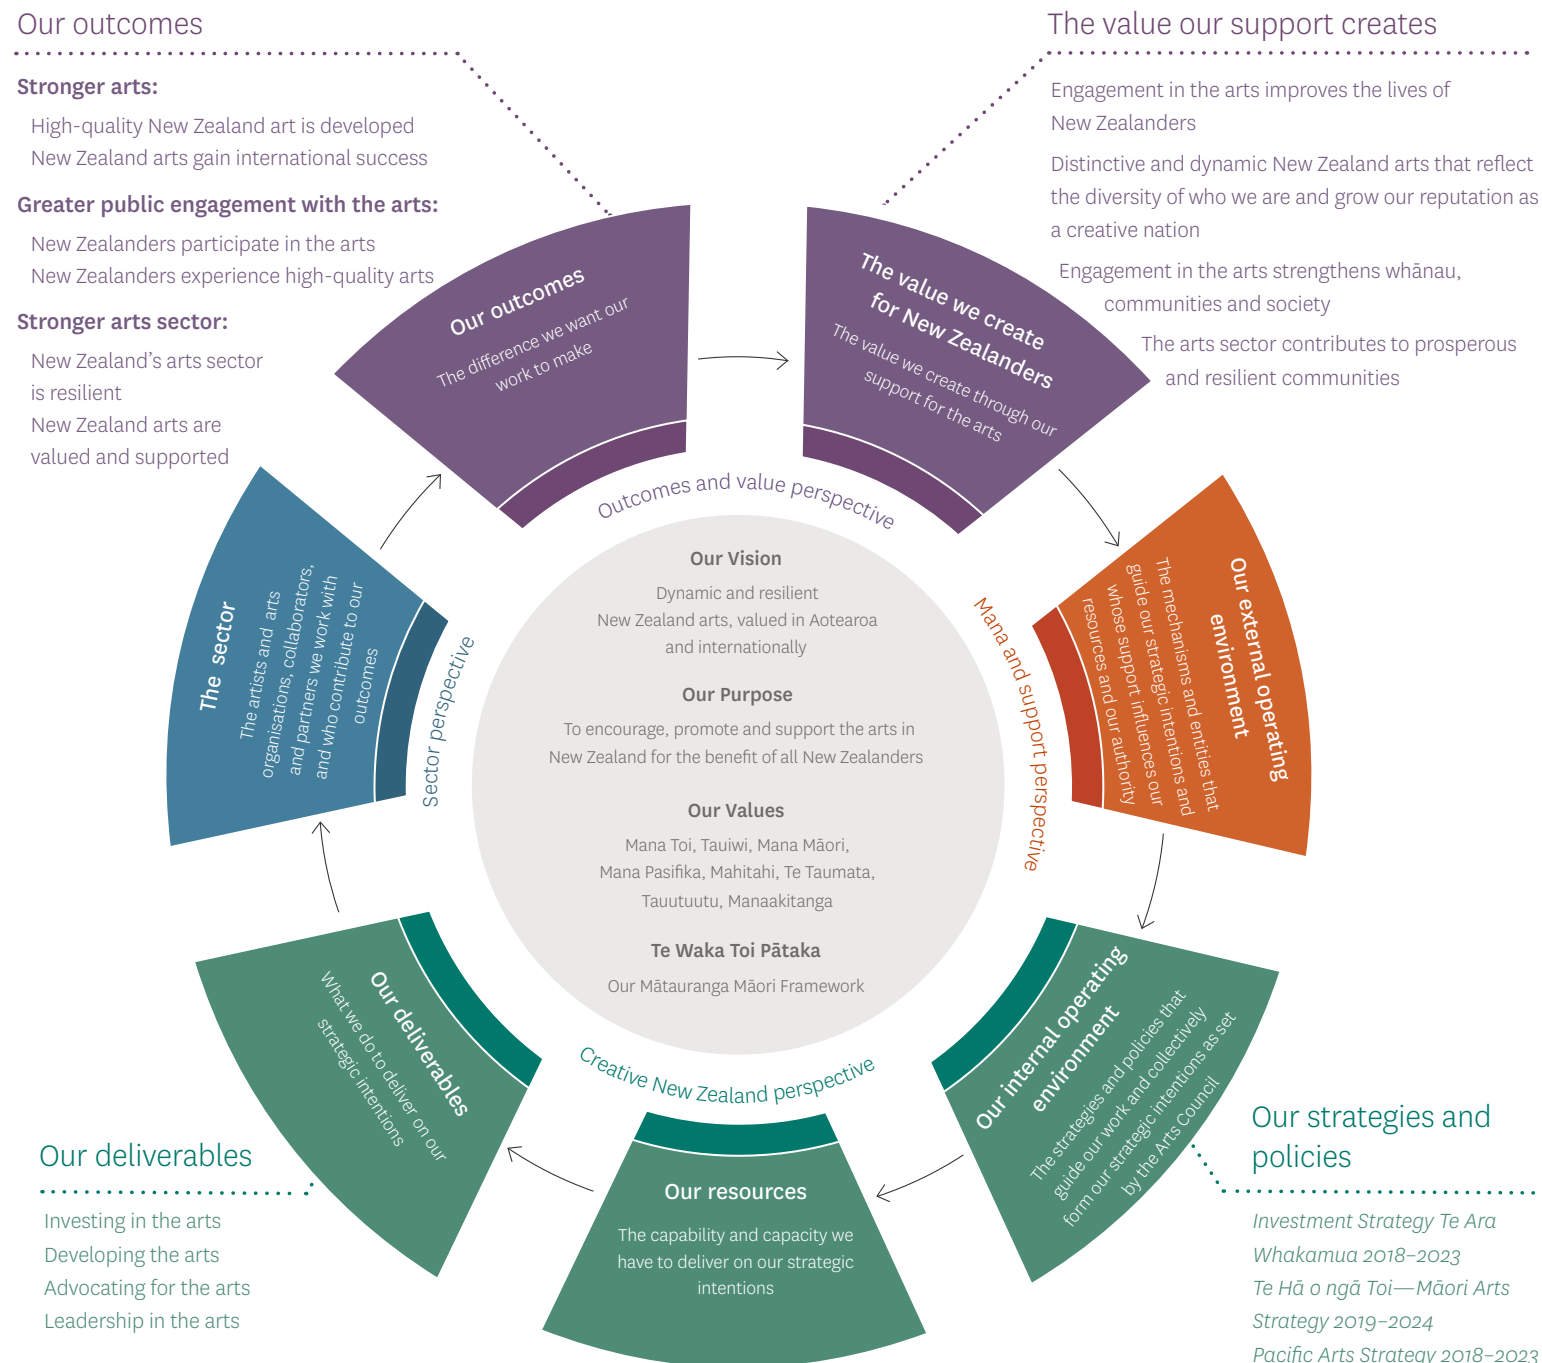 Our outcomes
Stronger arts:
High-quality New Zealand art is developed
New Zealand arts gain international success
Greater public engagement with the arts:
New Zealanders participate in the arts
New Zealanders experience high-quality arts
Stronger arts sector:
New Zealand’s arts sector
is resilient
New Zealand arts are
valued and supported
The value our support creates
Engagement in the arts improves the lives of
New Zealanders
Distinctive and dynamic New Zealand arts that reflect
the diversity of who we are and grow our reputation as
a creative nation
Engagement in the arts strengthens whānau,
communities and society
The arts sector contributes to prosperous
and resilient communities
Our outcomes
The difference we want our
work to make
The value we create
for New Zealanders
The value we create through our
support for the arts
Outcomes and value perspective
Our external operating
environment
The mechanisms and entities that
guide our strategic intentions and
whose support influences our
resources and our authority
Mana and support perspective
The sector
The artists and arts
organisations, collaborators,
and partners we work with
and who contribute to our
outcomes
Sector perspective
Our Vision
Dynamic and resilient
New Zealand arts, valued in Aotearoa
and internationally
Our Purpose
To encourage, promote and support the arts in
New Zealand for the benefit of all New Zealanders
Our Values
Mana Toi, Tauiwi, Mana Māori,
Mana Pasifika, Mahitahi, Te Taumata,
Tauutuutu, Manaakitanga
Te Waka Toi Pātaka
Our Mātauranga Māori Framework
Creative New Zealand perspective
Our internal operating
environment
The strategies and policies that
guide our work and collectively
form our strategic intentions as set
by the Arts Council
Our resources
The capability and capacity we
have to deliver on our strategic
intentions
Our deliverables
What we do to deliver on our
strategic intentions
Our deliverables
Investing in the arts
Developing the arts
Advocating for the arts
Leadership in the arts
Our strategies and
policies
Investment Strategy Te Ara
Whakamua 2018–2023
Te Hā o ngā Toi—Māori Arts
Strategy 2019–2024
Pacific Arts Strategy 2018–2023